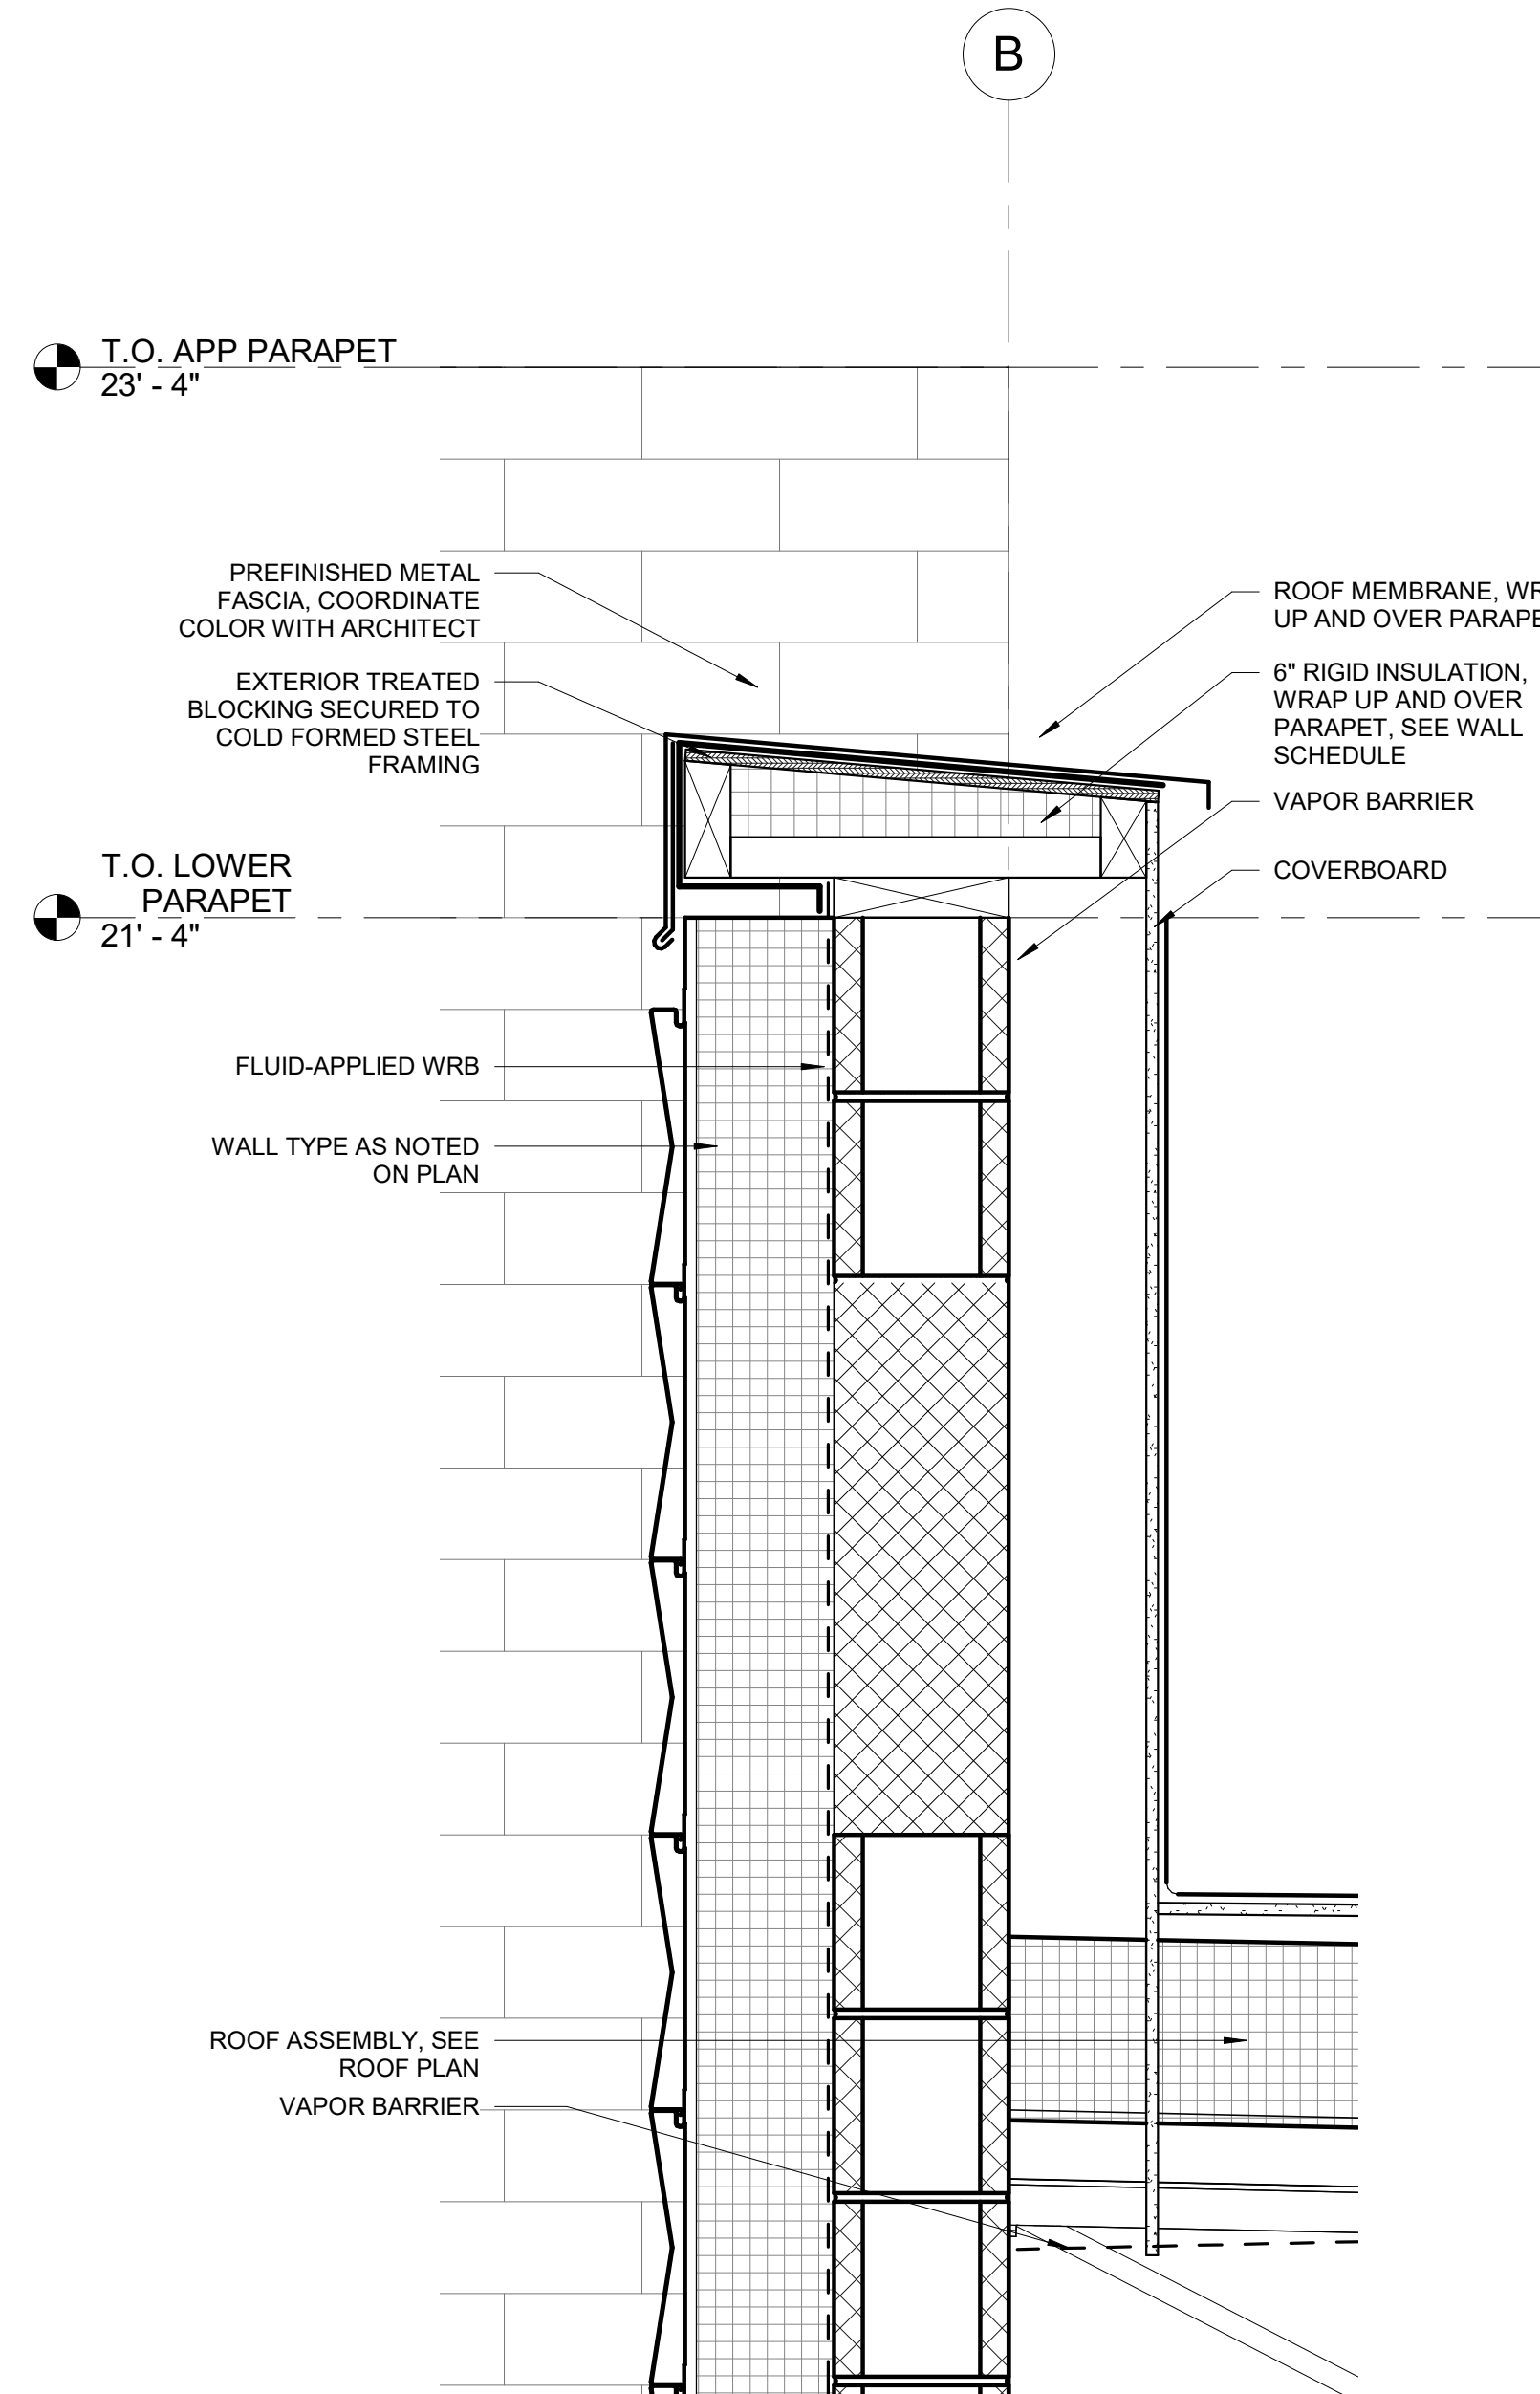 B
T.O. APP PARAPET
23' - 4"
PREFINISHED METAL
FASCIA, COORDINATE
COLOR WITH ARCHITECT
EXTERIOR TREATED
BLOCKING SECURED TO
COLD FORMED STEEL
FRAMING
T.O. LOWER
PARAPET
21' - 4"
FLUID-APPLIED WRB
WALL TYPE AS NOTED
ON PLAN
ROOF ASSEMBLY, SEE
ROOF PLAN
VAPOR BARRIER
ROOF MEMBRANE,
UP AND OVER
6" RIGID INSULATION,
WRAP UP AND OVER
PARAPET, SEE WALL
SCHEDULE
VAPOR BARRIER
COVERBOARD